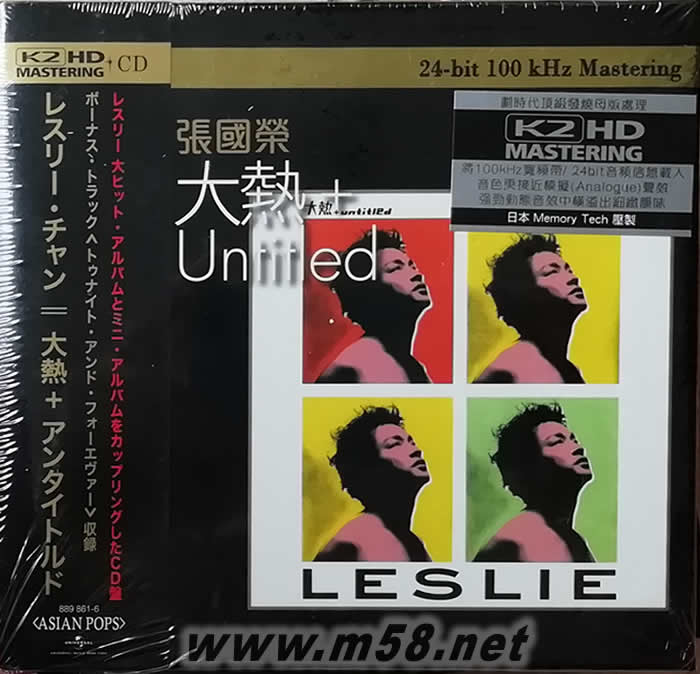 K2HD
MASTERING
+CD
24-bit 100 kHz Mastering
劃時代頂級發燒母版處理
K2HD
MASTERING
將100kHz寬頻帶/24bit音頻信息載入
音色更接近模擬(Analogue)聲效
強勁動態音效中橫溢出細緻韻味
日本 Memory Tech 壓製
張國榮
大熱+
Untitled
大熱+untitled
LESLIE
レスリー 大ヒット・アルバムとミニ・アルバムをカップリングしたCD盤
ボーナス・トラック〈トゥナイト・アンド・フォーエヴァー〉収録
レスリー・チャン=大熱+アンタイトルド
889 861-6
〈ASIAN POPS〉
UNIVERSAL
www.m58.net